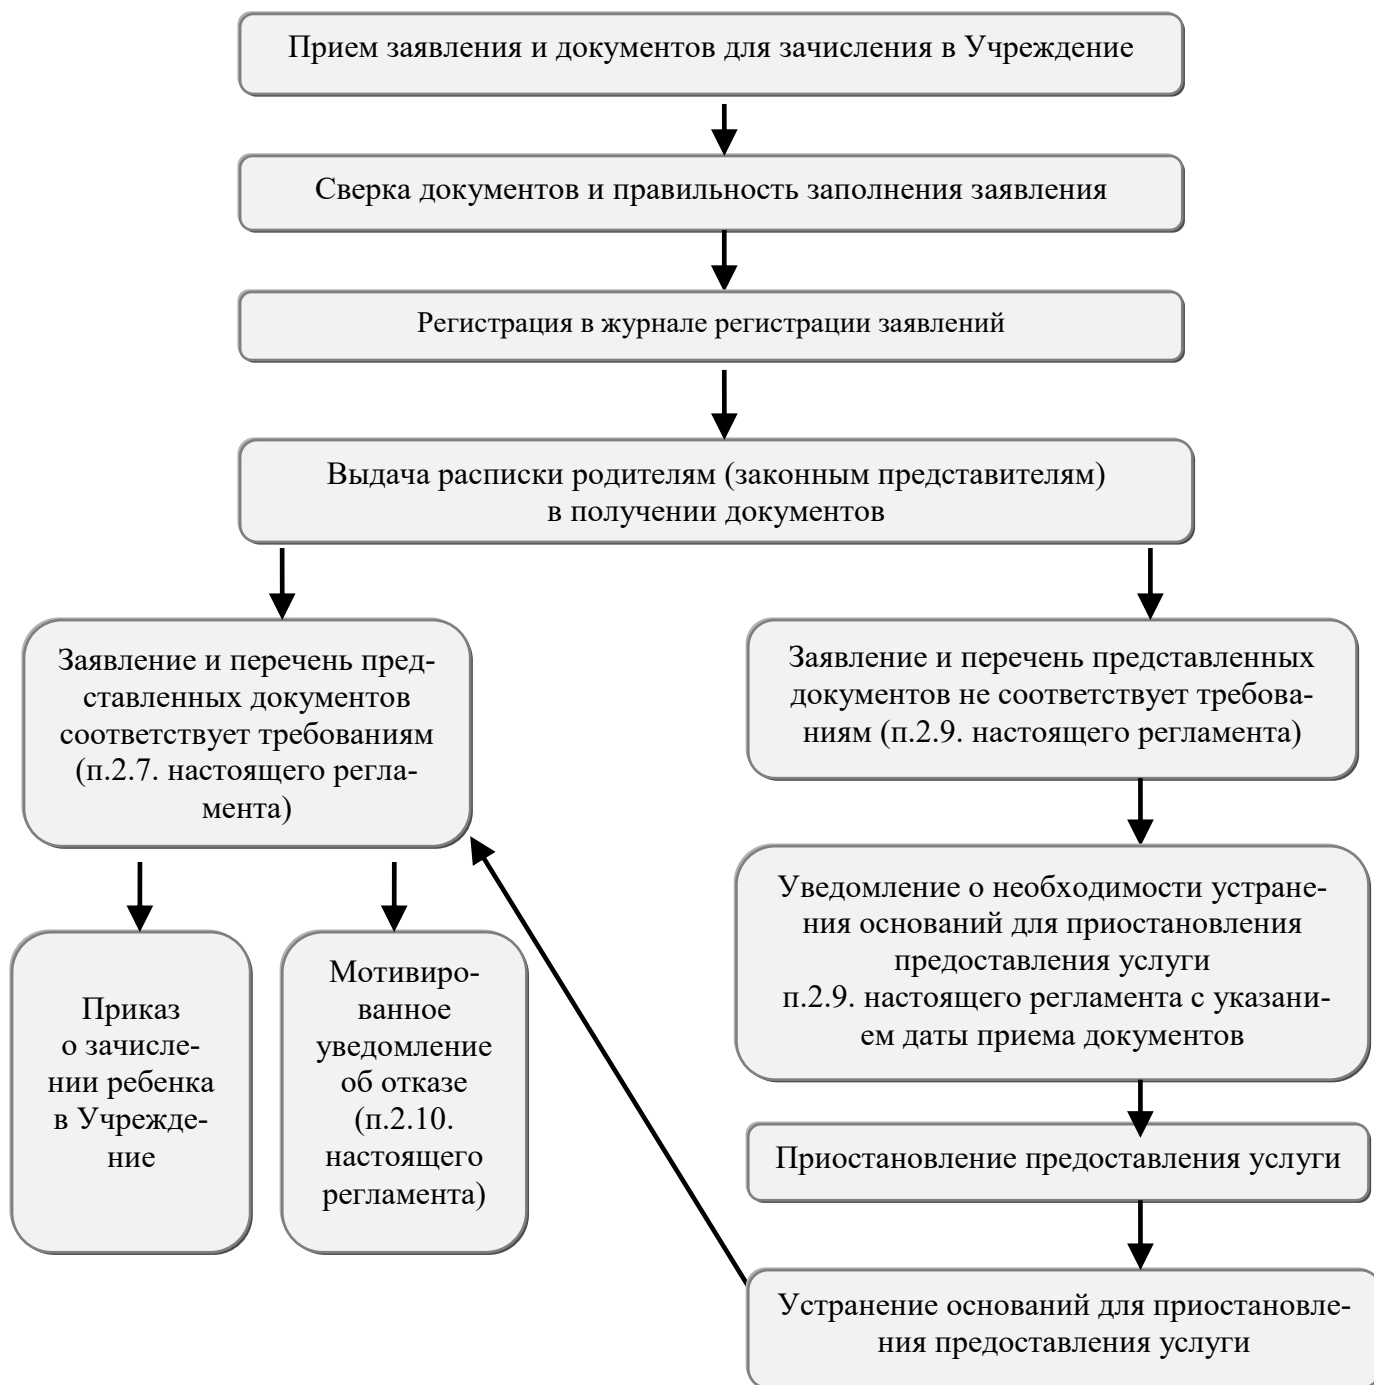 Прием заявления и документов для зачисления в Учреждение
Сверка документов и правильность заполнения заявления
Регистрация в журнале регистрации заявлений
Выдача расписки родителям (законным представителям)
в получении документов
Заявление и перечень пред-
ставленных документов
соответствует требованиям
(п.2.7. настоящего регла-
мента)
Заявление и перечень представленных
документов не соответствует требова-
ниям (п.2.9. настоящего регламента)
Уведомление о необходимости устране-
ния оснований для приостановления
предоставления услуги
п.2.9. настоящего регламента с указани-
ем даты приема документов
Приказ
о зачисле-
нии ребенка
в Учрежде-
ние
Мотивиро-
ванное
уведомление
об отказе
(п.2.10.
настоящего
регламента)
Приостановление предоставления услуги
Устранение оснований для приостановле-
ния предоставления услуги